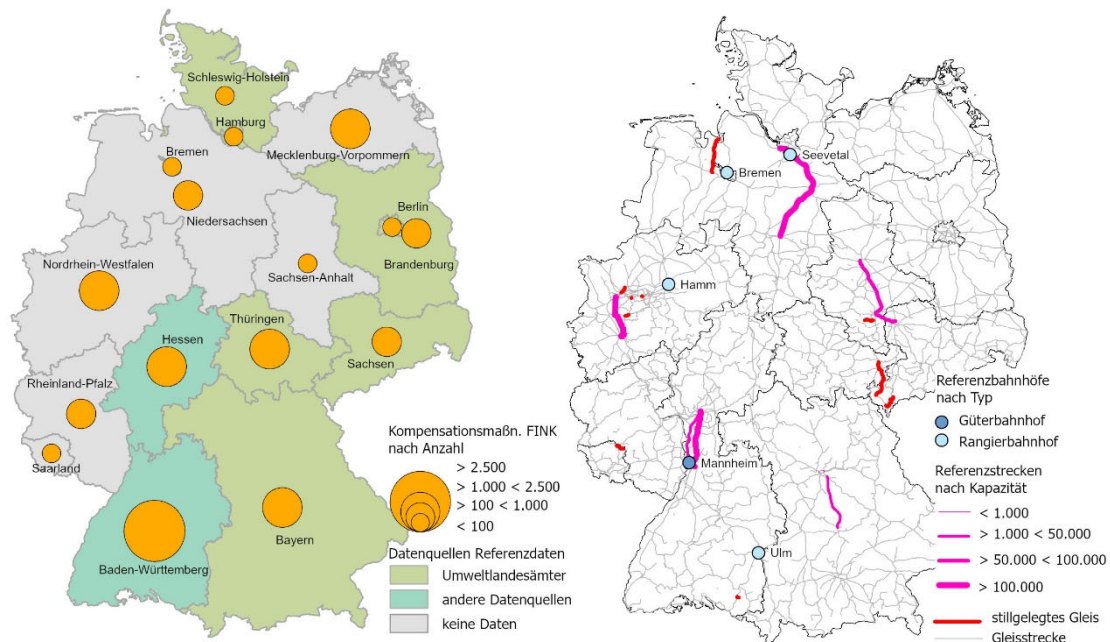 Schleswig-Holstein
Hamburg
Mecklenburg-Vorpommern
Bremen
Niedersachsen
Berlin
Brandenburg
Sachsen-Anhalt
Nordrhein-Westfalen
Thüringen
Hessen
Sachsen
Rheinland-Pfalz
Saarland
Bayern
Baden-Württemberg
Kompensationsmaßn. FINK
nach Anzahl
> 2.500
> 1.000 < 2.500
> 100 < 1.000
< 100
Datenquellen Referenzdaten
Umweltlandesämter
andere Datenquellen
keine Daten
Seevetal
Bremen
Hamm
Mannheim
Ulm
Referenzbahnhöfe
nach Typ
Güterbahnhof
Rangierbahnhof
Referenzstrecken
nach Kapazität
< 1.000
> 1.000 < 50.000
> 50.000 < 100.000
> 100.000
stillgelegtes Gleis
Gleisstrecke